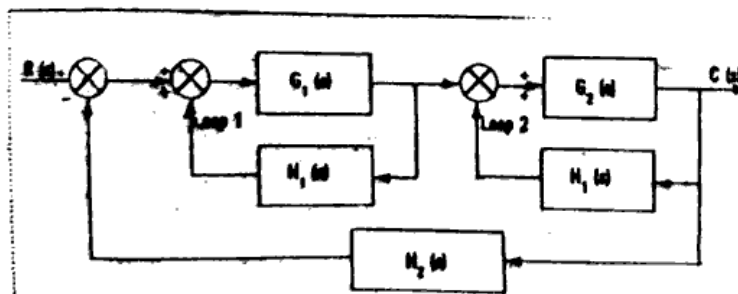 R (s)
C (s)
G₁ (s)
G₂ (s)
Loop 1
Loop 2
H₁ (s)
H₁ (s)
H₂ (s)